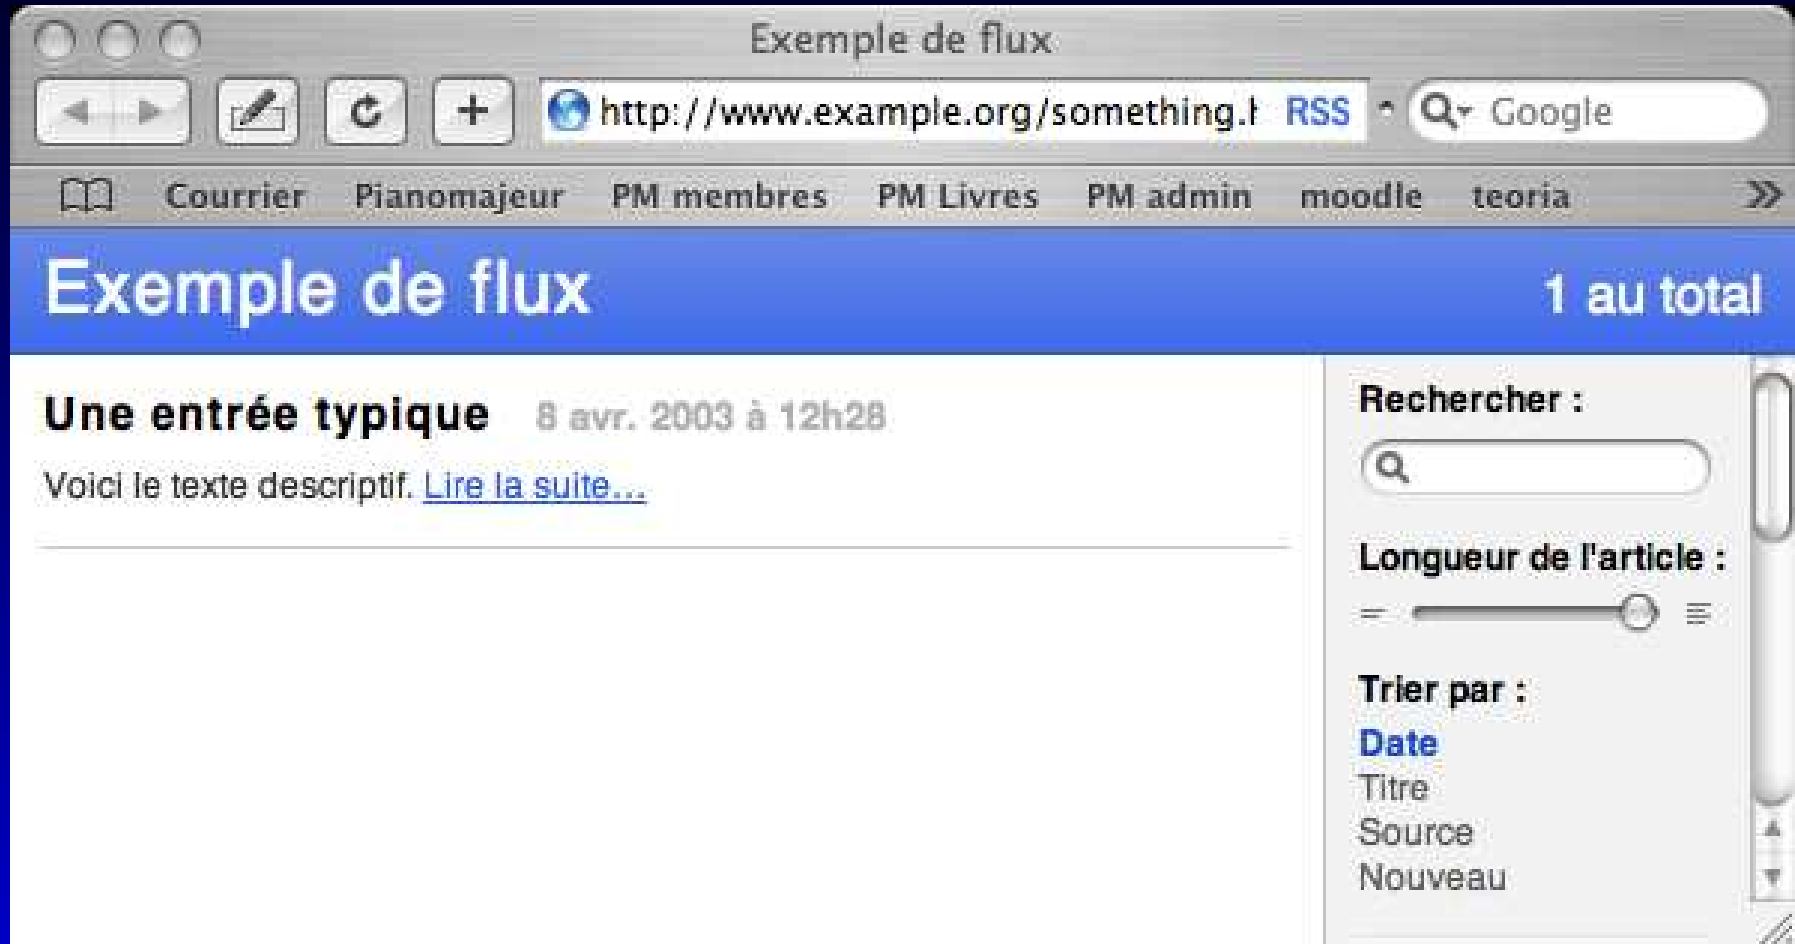 Exemple de flux
http://www.example.org/something. RSS Google
Courrier Pianomajeur PM membres PM Livres PM admin moodle teoria
Exemple de flux 1 au total
Une entrée typique 8 avr. 2003 à 12h28
Voici le texte descriptif. Lire la suite...
Rechercher :
Longueur de l'article :
Trier par :
Date
Titre
Source
Nouveau